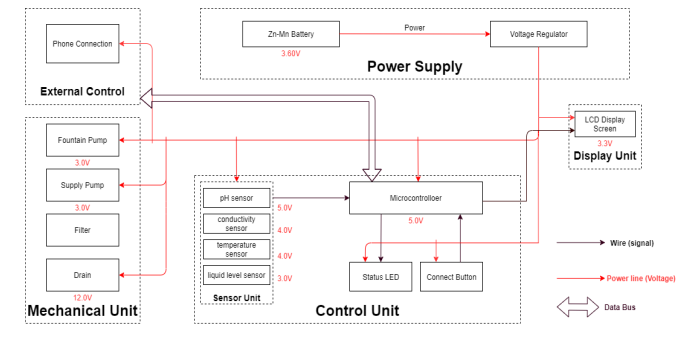 Phone Connection
External Control
Zn-Mn Battery
3.60V
Power
Voltage Regulator
Power Supply
LCD Display
Screen
3.3V
Display Unit
Fountain Pump
3.0V
Supply Pump
3.0V
Filter
Drain
12.0V
Mechanical Unit
pH sensor
5.0V
conductivity
sensor
4.0V
temperature
sensor
4.0V
liquid level sensor
3.0V
Sensor Unit
Microcontrolloer
5.0V
Status LED
Connect Button
Control Unit
Wire (signal)
Power line (Voltage)
Data Bus